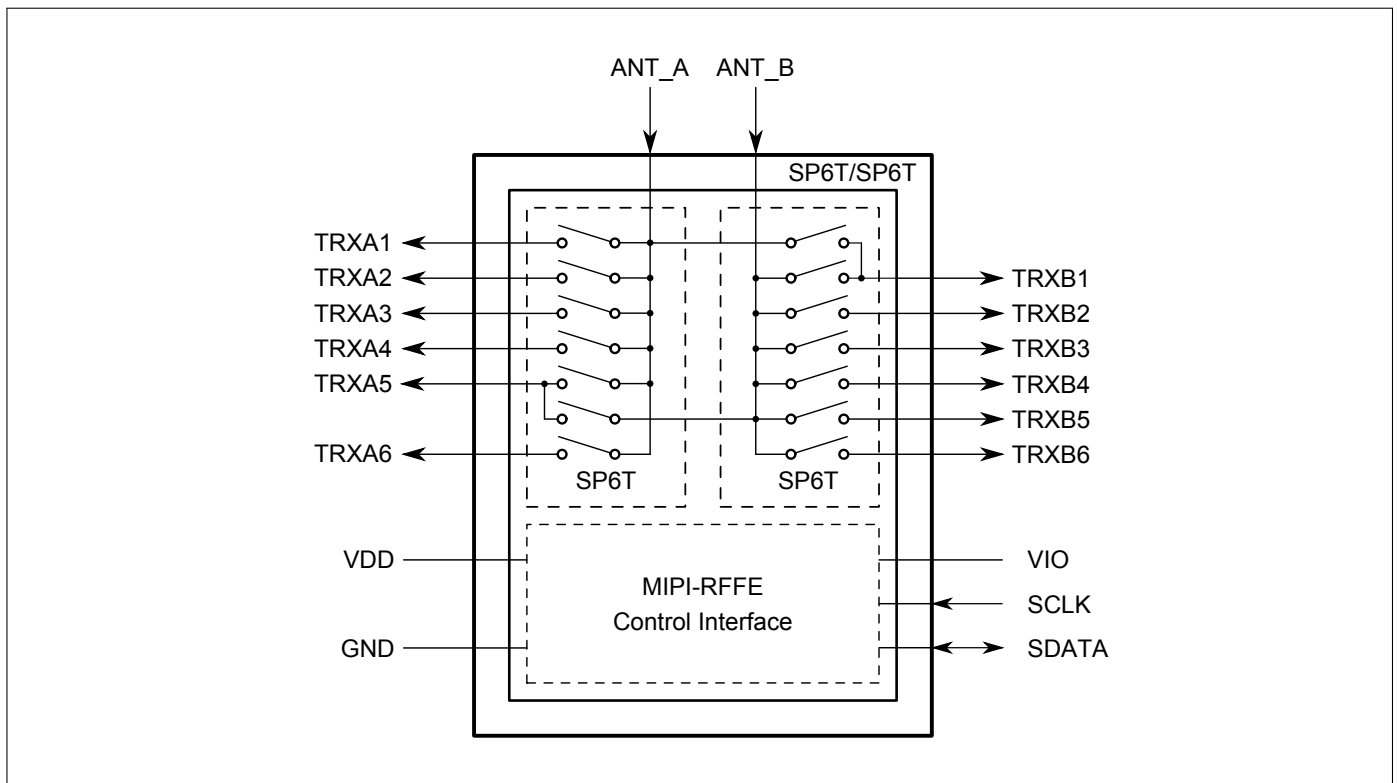 ANT_A ANT_B
SP6T/SP6T
TRXA1
TRXA2
TRXA3
TRXA4
TRXA5
TRXA6
TRXB1
TRXB2
TRXB3
TRXB4
TRXB5
TRXB6
SP6T
SP6T
VDD
GND
MIPI-RFFE
Control Interface
VIO
SCLK
SDATA